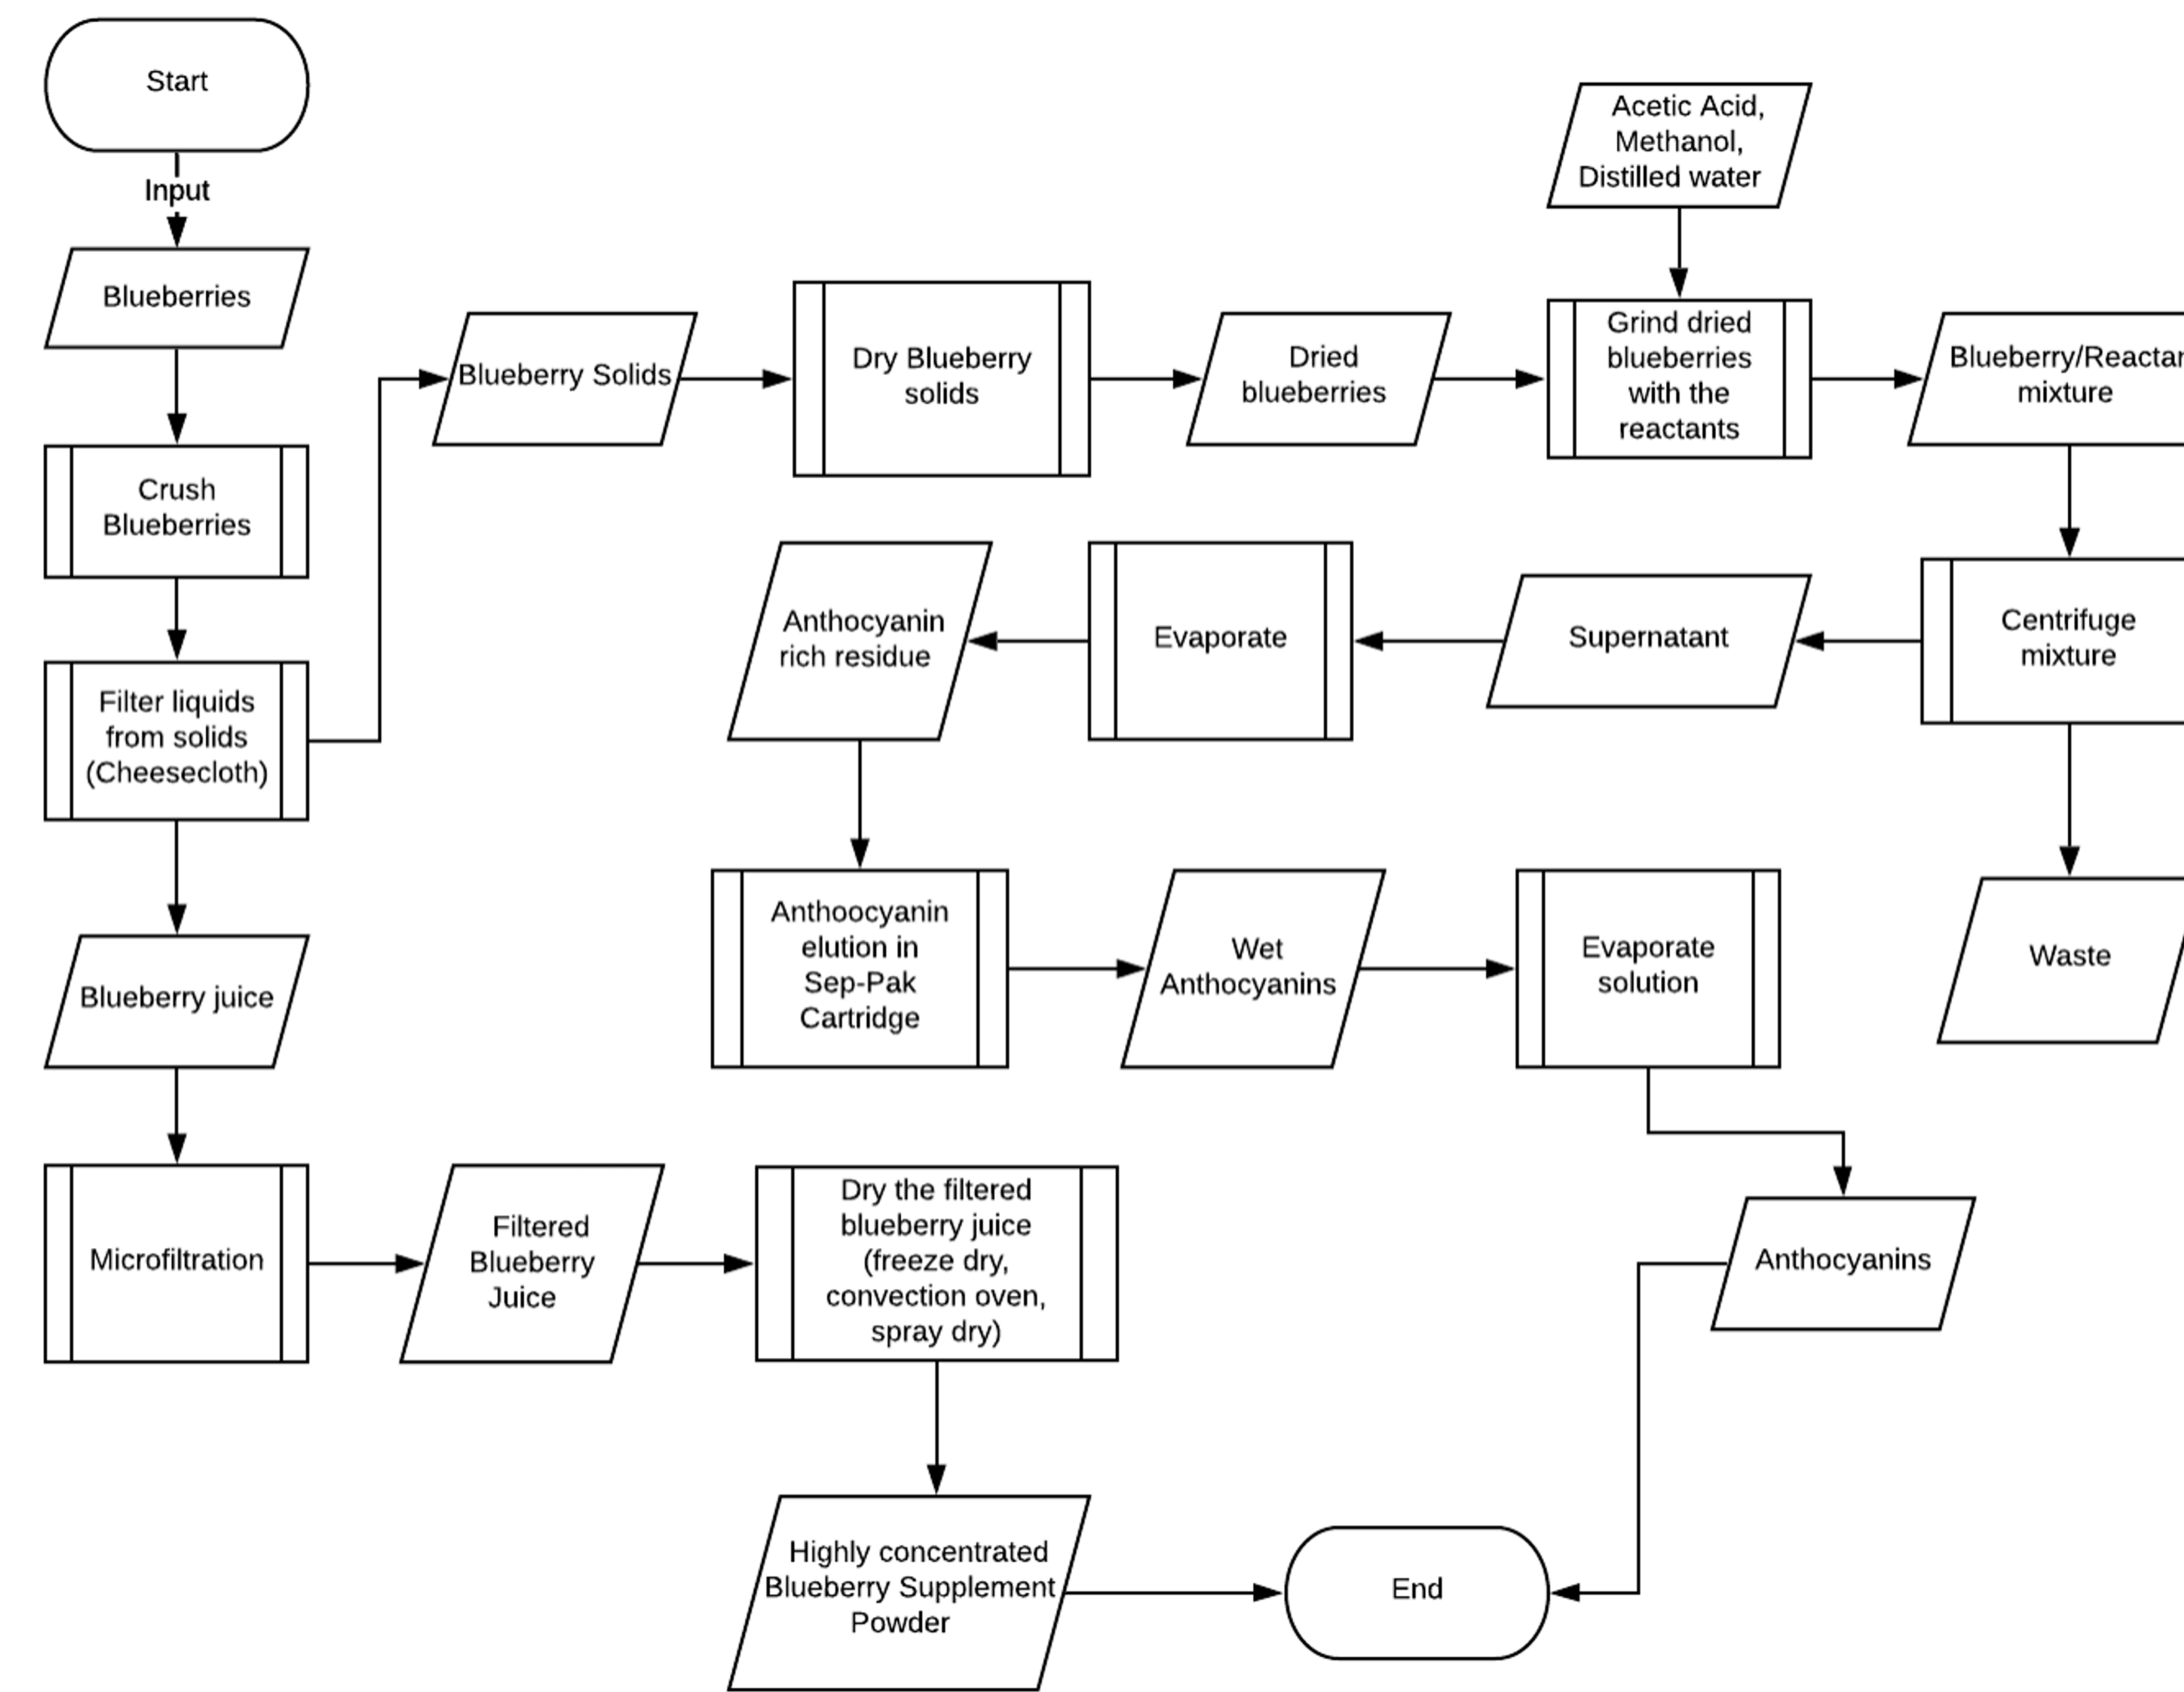 Start
Input
Blueberries
Crush
Blueberries
Filter liquids
from solids
(Cheesecloth)
Blueberry juice
Microfiltration
Filtered
Blueberry
Juice
Dry the filtered
blueberry juice
(freeze dry,
convection oven,
spray dry)
Highly concentrated
Blueberry Supplement
Powder
End
Blueberry Solids
Dry Blueberry
solids
Dried
blueberries
Acetic Acid,
Methanol,
Distilled water
Grind dried
blueberries
with the
reactants
Blueberry/Reactan
mixture
Centrifuge
mixture
Waste
Supernatant
Evaporate
Anthocyanin
rich residue
Anthoocyanin
elution in
Sep-Pak
Cartridge
Wet
Anthocyanins
Evaporate
solution
Anthocyanins